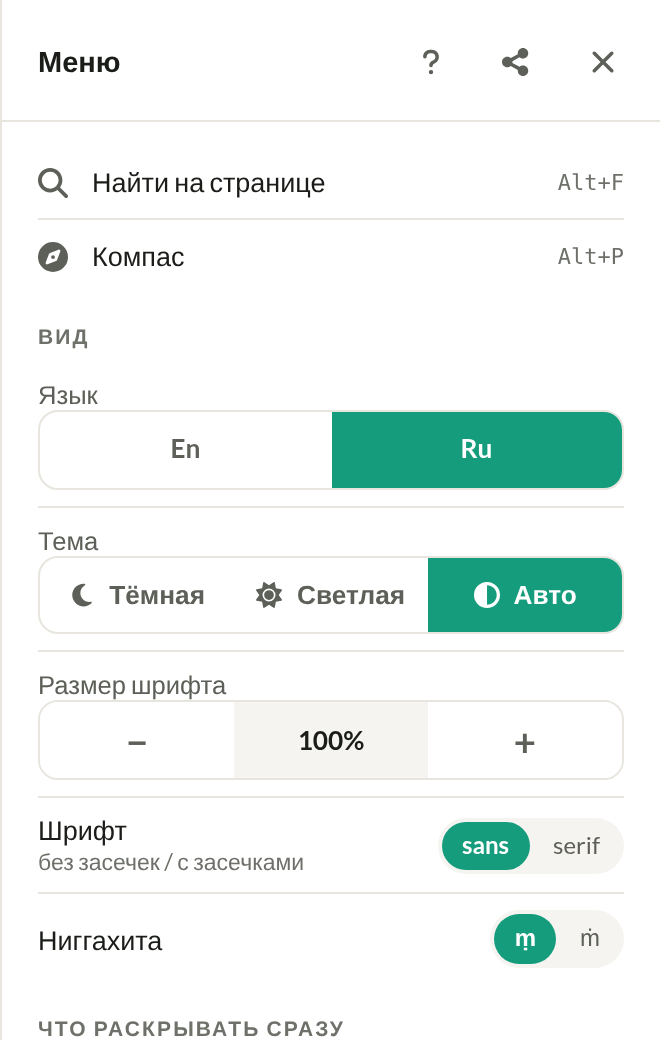 Меню
Найти на странице Alt+F
Компас Alt+P
ВИД
Язык
En Ru
Тема
Тёмная Светлая Авто
Размер шрифта
− 100% +
Шрифт
без засечек / с засечками
sans serif
Ниггахита ṃ ṁ
ЧТО РАСКРЫВАТЬ СРАЗУ